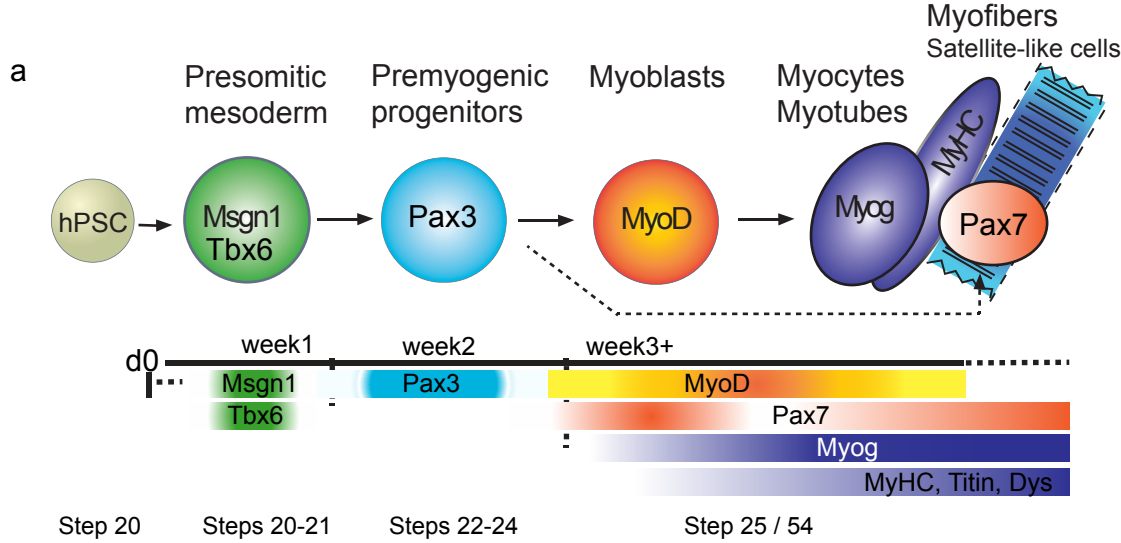 a
Presomitic
mesoderm
Premyogenic
progenitors
Myoblasts
Myocytes
Myotubes
Myofibers
Satellite-like cells
hPSC
Msgn1
Tbx6
Pax3
MyoD
Myog
MyHC
Pax7
d0
week1
week2
week3+
Msgn1
Pax3
MyoD
Tbx6
Pax7
Myog
MyHC, Titin, Dys
Step 20
Steps 20-21
Steps 22-24
Step 25 / 54